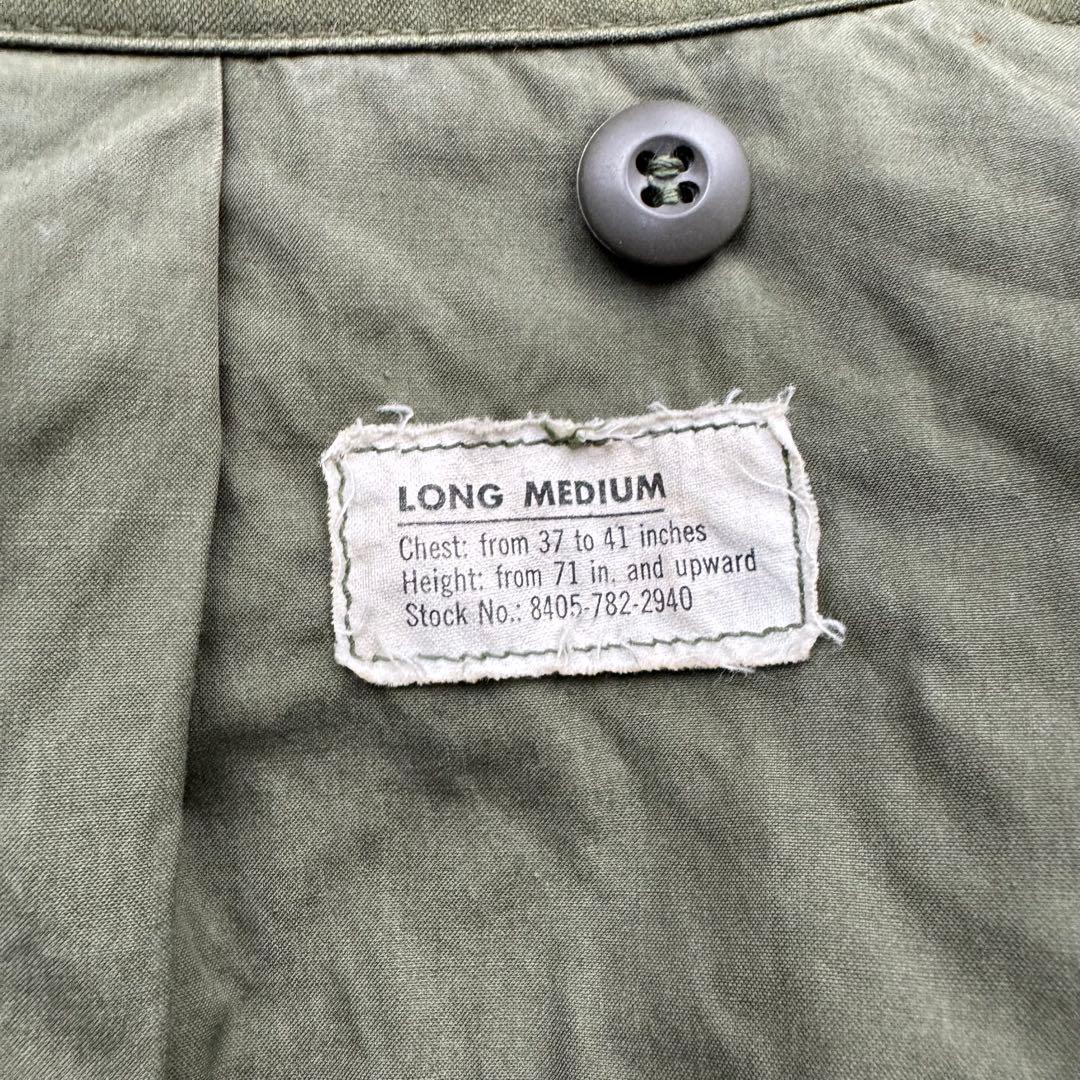 LONG MEDIUM
Chest: from 37 to 41 inches
Height: from 71 in. and upward
Stock No.: 8405-782-2940